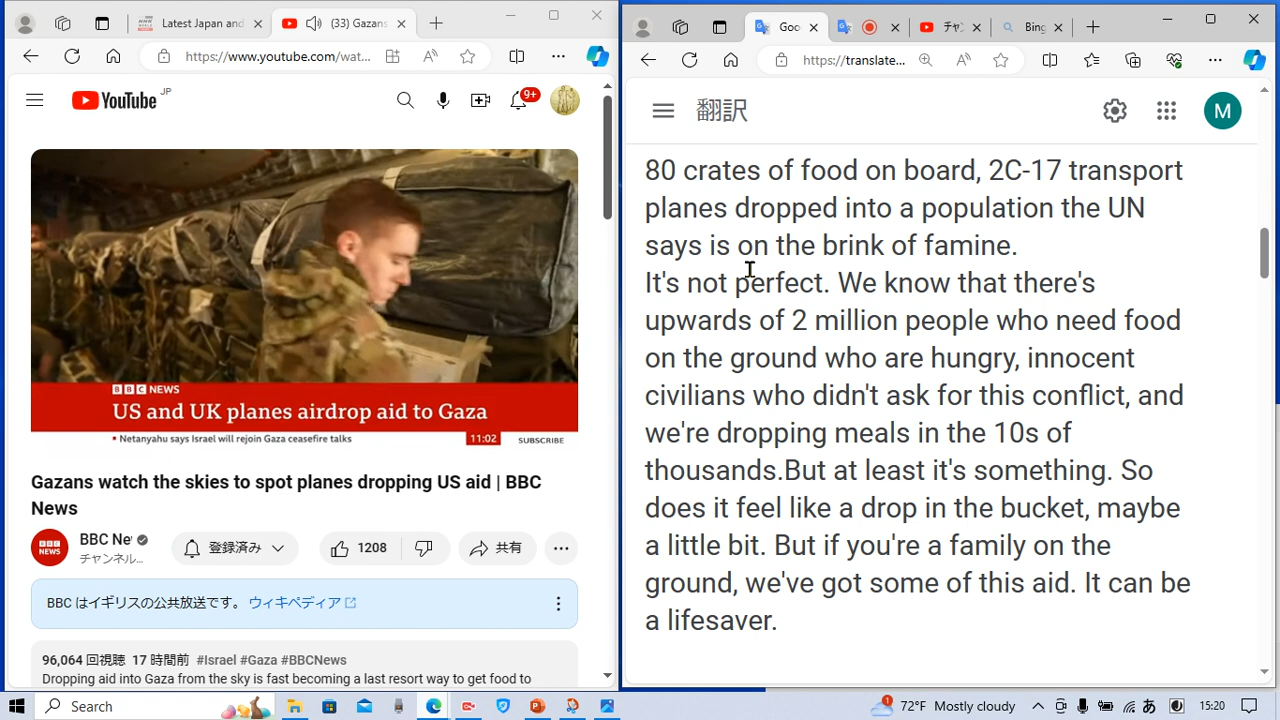 Latest Japan and
(33) Gazans
https://www.youtube.com/wat...
YouTube JP
9+
BBC NEWS
US and UK planes airdrop aid to Gaza
Netanyahu says Israel will rejoin Gaza ceasefire talks
11:02
SUBSCRIBE
Gazans watch the skies to spot planes dropping US aid | BBC
News
BBC NEWS
BBC Ne
チャンネル...
登録済み
1208
共有
BBC はイギリスの公共放送です。 ウィキペディア
96,064 回視聴 17 時間前 #Israel #Gaza #BBCNews
Dropping aid into Gaza from the sky is fast becoming a last resort way to get food to
Goo
チャン
Bing
https://translate...
翻訳
M
80 crates of food on board, 2C-17 transport
planes dropped into a population the UN
says is on the brink of famine.
It's not perfect. We know that there's
upwards of 2 million people who need food
on the ground who are hungry, innocent
civilians who didn't ask for this conflict, and
we're dropping meals in the 10s of
thousands.But at least it's something. So
does it feel like a drop in the bucket, maybe
a little bit. But if you're a family on the
ground, we've got some of this aid. It can be
a lifesaver.
Search
72°F Mostly cloudy
あ
15:20